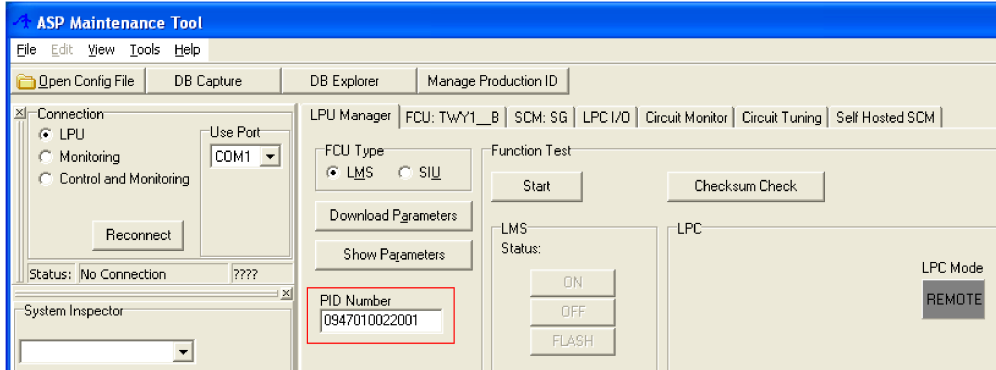 ASP Maintenance Tool
File Edit View Tools Help
Open Config File DB Capture DB Explorer Manage Production ID
Connection
LPU
Monitoring
Control and Monitoring
Use Port
COM1
Reconnect
Status: No Connection ????
System Inspector
LPU Manager FCU: TWY1__B SCM: SG LPC I/O Circuit Monitor Circuit Tuning Self Hosted SCM
FCU Type
LMS SIU
Download Parameters
Show Parameters
PID Number
0947010022001
Function Test
Start Checksum Check
LMS
Status:
ON
OFF
FLASH
LPC
LPC Mode
REMOTE